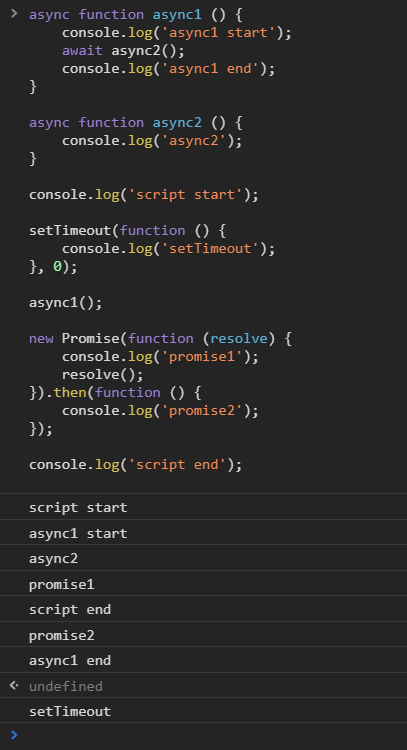 > async function async1 () {
    console.log('async1 start');
    await async2();
    console.log('async1 end');
}

async function async2 () {
    console.log('async2');
}

console.log('script start');

setTimeout(function () {
    console.log('setTimeout');
}, 0);

async1();

new Promise(function (resolve) {
    console.log('promise1');
    resolve();
}).then(function () {
    console.log('promise2');
});

console.log('script end');

script start
async1 start
async2
promise1
script end
promise2
async1 end
undefined
setTimeout
>